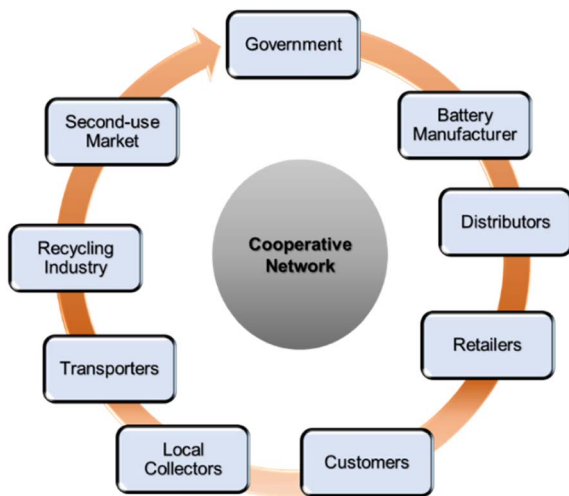 Government
Battery
Manufacturer
Distributors
Retailers
Customers
Local
Collectors
Transporters
Recycling
Industry
Second-use
Market
Cooperative
Network